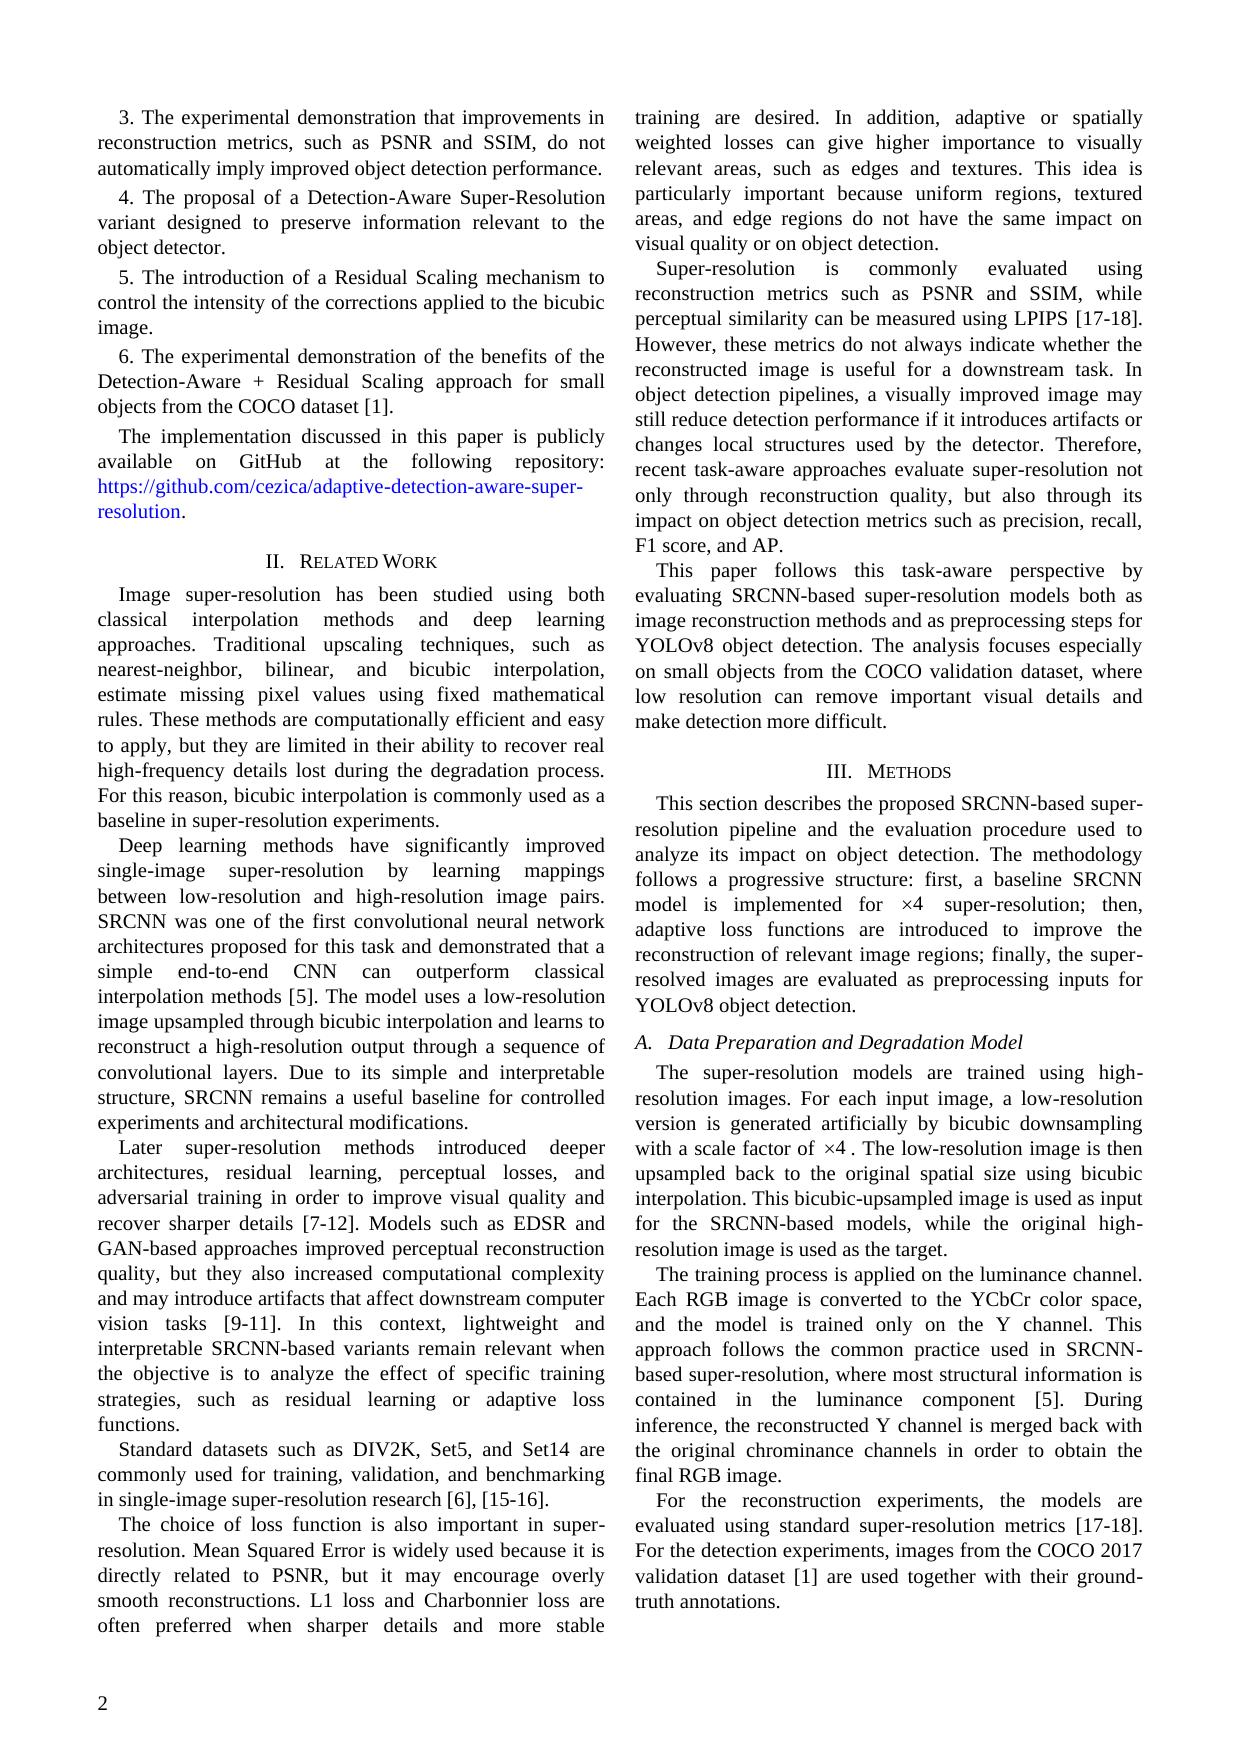 3. The experimental demonstration that improvements in
reconstruction metrics, such as PSNR and SSIM, do not
automatically imply improved object detection performance.
4. The proposal of a Detection-Aware Super-Resolution
variant designed to preserve information relevant to the
object detector.
5. The introduction of a Residual Scaling mechanism to
control the intensity of the corrections applied to the bicubic
image.
6. The experimental demonstration of the benefits of the
Detection-Aware + Residual Scaling approach for small
objects from the COCO dataset [1].
The implementation discussed in this paper is publicly
available on GitHub at the following repository:
https://github.com/cezica/adaptive-detection-aware-super-
resolution.
II. RELATED WORK
Image super-resolution has been studied using both
classical interpolation methods and deep learning
approaches. Traditional upscaling techniques, such as
nearest-neighbor, bilinear, and bicubic interpolation,
estimate missing pixel values using fixed mathematical
rules. These methods are computationally efficient and easy
to apply, but they are limited in their ability to recover real
high-frequency details lost during the degradation process.
For this reason, bicubic interpolation is commonly used as a
baseline in super-resolution experiments.
Deep learning methods have significantly improved
single-image super-resolution by learning mappings
between low-resolution and high-resolution image pairs.
SRCNN was one of the first convolutional neural network
architectures proposed for this task and demonstrated that a
simple end-to-end CNN can outperform classical
interpolation methods [5]. The model uses a low-resolution
image upsampled through bicubic interpolation and learns to
reconstruct a high-resolution output through a sequence of
convolutional layers. Due to its simple and interpretable
structure, SRCNN remains a useful baseline for controlled
experiments and architectural modifications.
Later super-resolution methods introduced deeper
architectures, residual learning, perceptual losses, and
adversarial training in order to improve visual quality and
recover sharper details [7-12]. Models such as EDSR and
GAN-based approaches improved perceptual reconstruction
quality, but they also increased computational complexity
and may introduce artifacts that affect downstream computer
vision tasks [9-11]. In this context, lightweight and
interpretable SRCNN-based variants remain relevant when
the objective is to analyze the effect of specific training
strategies, such as residual learning or adaptive loss
functions.
Standard datasets such as DIV2K, Set5, and Set14 are
commonly used for training, validation, and benchmarking
in single-image super-resolution research [6], [15-16].
The choice of loss function is also important in super-
resolution. Mean Squared Error is widely used because it is
directly related to PSNR, but it may encourage overly
smooth reconstructions. L1 loss and Charbonnier loss are
often preferred when sharper details and more stable
training are desired. In addition, adaptive or spatially
weighted losses can give higher importance to visually
relevant areas, such as edges and textures. This idea is
particularly important because uniform regions, textured
areas, and edge regions do not have the same impact on
visual quality or on object detection.
Super-resolution is commonly evaluated using
reconstruction metrics such as PSNR and SSIM, while
perceptual similarity can be measured using LPIPS [17-18].
However, these metrics do not always indicate whether the
reconstructed image is useful for a downstream task. In
object detection pipelines, a visually improved image may
still reduce detection performance if it introduces artifacts or
changes local structures used by the detector. Therefore,
recent task-aware approaches evaluate super-resolution not
only through reconstruction quality, but also through its
impact on object detection metrics such as precision, recall,
F1 score, and AP.
This paper follows this task-aware perspective by
evaluating SRCNN-based super-resolution models both as
image reconstruction methods and as preprocessing steps for
YOLOv8 object detection. The analysis focuses especially
on small objects from the COCO validation dataset, where
low resolution can remove important visual details and
make detection more difficult.
III. METHODS
This section describes the proposed SRCNN-based super-
resolution pipeline and the evaluation procedure used to
analyze its impact on object detection. The methodology
follows a progressive structure: first, a baseline SRCNN
model is implemented for ×4 super-resolution; then,
adaptive loss functions are introduced to improve the
reconstruction of relevant image regions; finally, the super-
resolved images are evaluated as preprocessing inputs for
YOLOv8 object detection.
A. Data Preparation and Degradation Model
The super-resolution models are trained using high-
resolution images. For each input image, a low-resolution
version is generated artificially by bicubic downsampling
with a scale factor of ×4 . The low-resolution image is then
upsampled back to the original spatial size using bicubic
interpolation. This bicubic-upsampled image is used as input
for the SRCNN-based models, while the original high-
resolution image is used as the target.
The training process is applied on the luminance channel.
Each RGB image is converted to the YCbCr color space,
and the model is trained only on the Y channel. This
approach follows the common practice used in SRCNN-
based super-resolution, where most structural information is
contained in the luminance component [5]. During
inference, the reconstructed Y channel is merged back with
the original chrominance channels in order to obtain the
final RGB image.
For the reconstruction experiments, the models are
evaluated using standard super-resolution metrics [17-18].
For the detection experiments, images from the COCO 2017
validation dataset [1] are used together with their ground-
truth annotations.
2